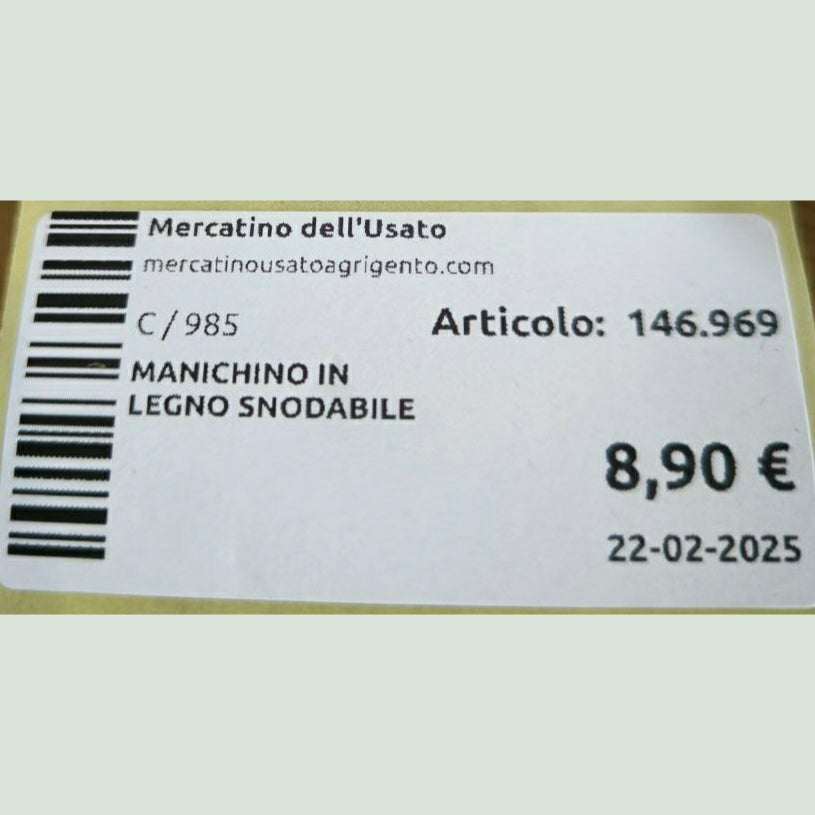 Mercatino dell'Usato
mercatinousatoagrigento.com
C/985 Articolo: 146.969
MANICHINO IN
LEGNO SNODABILE
8,90 €
22-02-2025